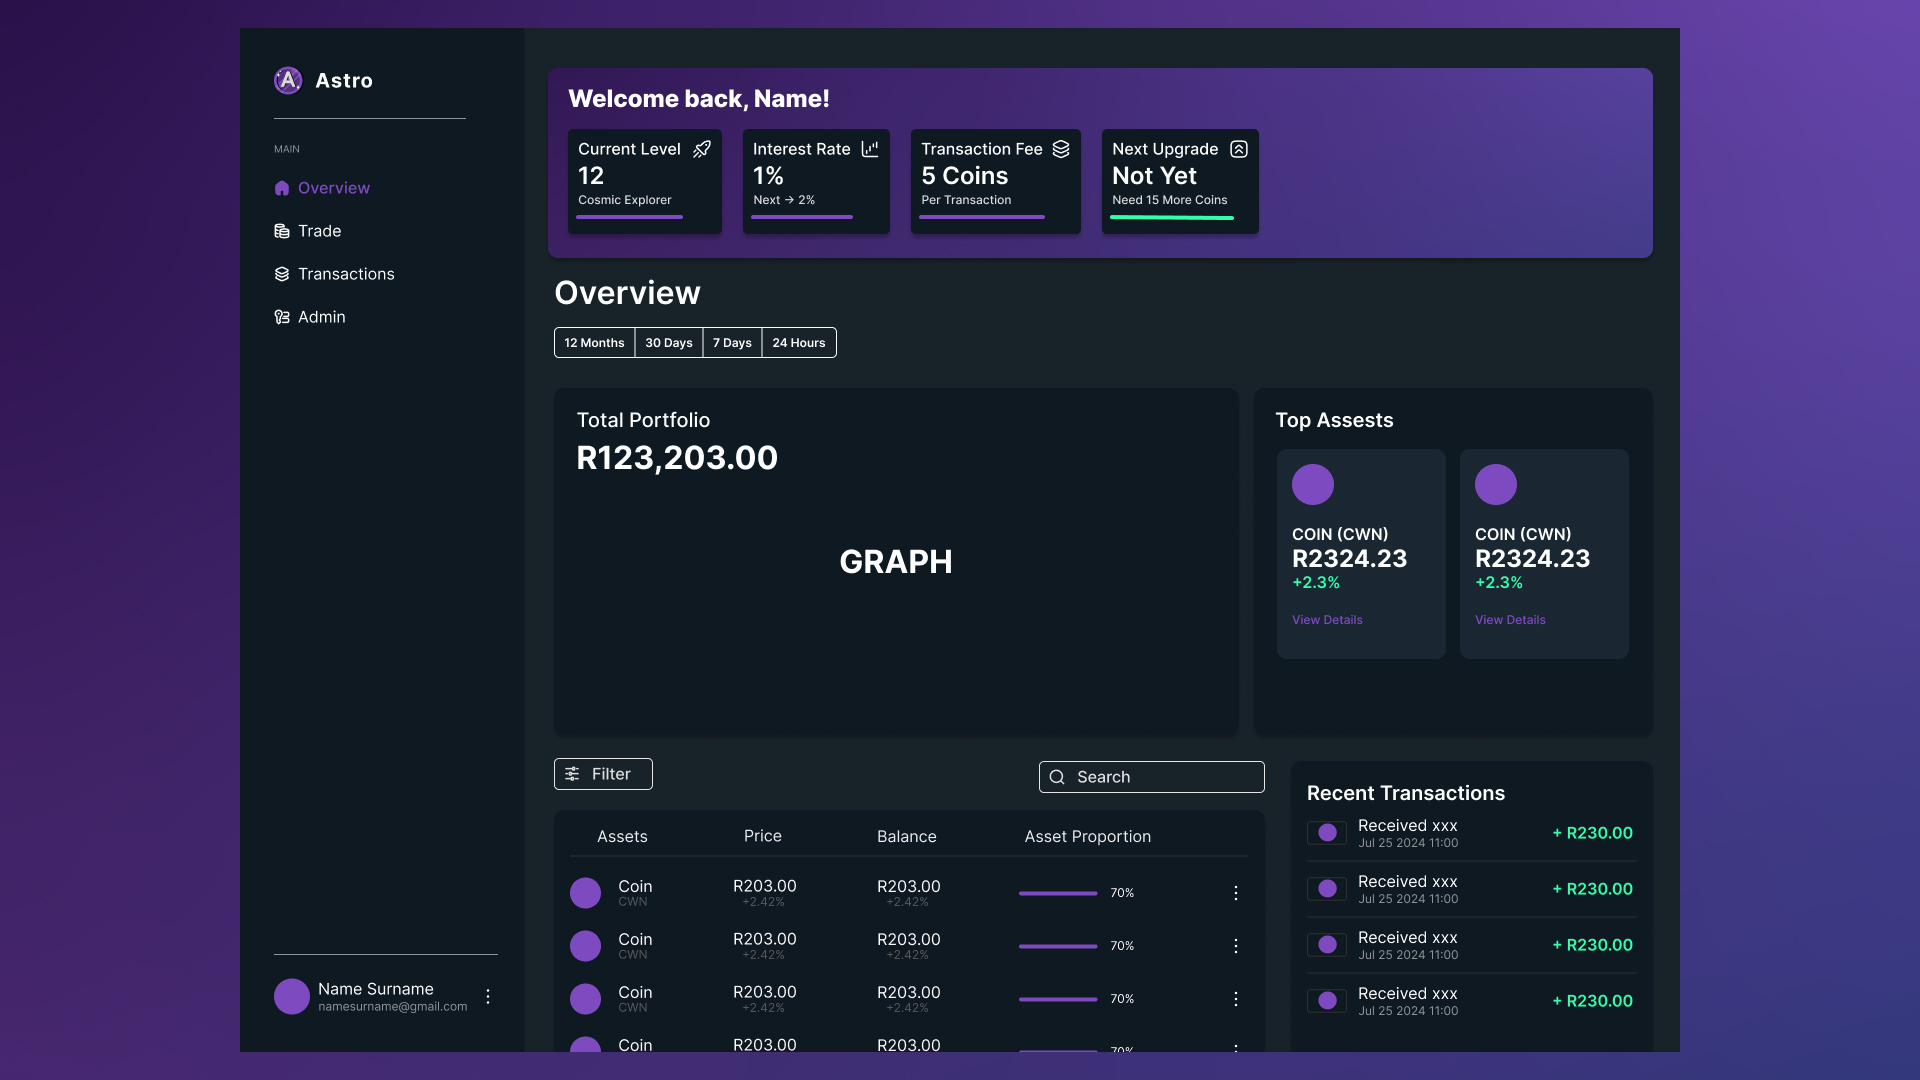 A Astro
MAIN
Overview
Trade
Transactions
Admin
Name Surname
namesurname@gmail.com
Welcome back, Name!
Current Level
12
Cosmic Explorer
Interest Rate
1%
Next → 2%
Transaction Fee
5 Coins
Per Transaction
Next Upgrade
Not Yet
Need 15 More Coins
Overview
12 Months 30 Days 7 Days 24 Hours
Total Portfolio
R123,203.00
GRAPH
Top Assests
COIN (CWN)
R2324.23
+2.3%
View Details
COIN (CWN)
R2324.23
+2.3%
View Details
Filter
Search
Assets Price Balance Asset Proportion
Coin R203.00 R203.00 70%
CWN +2.42% +2.42%
Coin R203.00 R203.00 70%
CWN +2.42% +2.42%
Coin R203.00 R203.00 70%
CWN +2.42% +2.42%
Coin R203.00 R203.00 70%
Recent Transactions
Received xxx + R230.00
Jul 25 2024 11:00
Received xxx + R230.00
Jul 25 2024 11:00
Received xxx + R230.00
Jul 25 2024 11:00
Received xxx + R230.00
Jul 25 2024 11:00